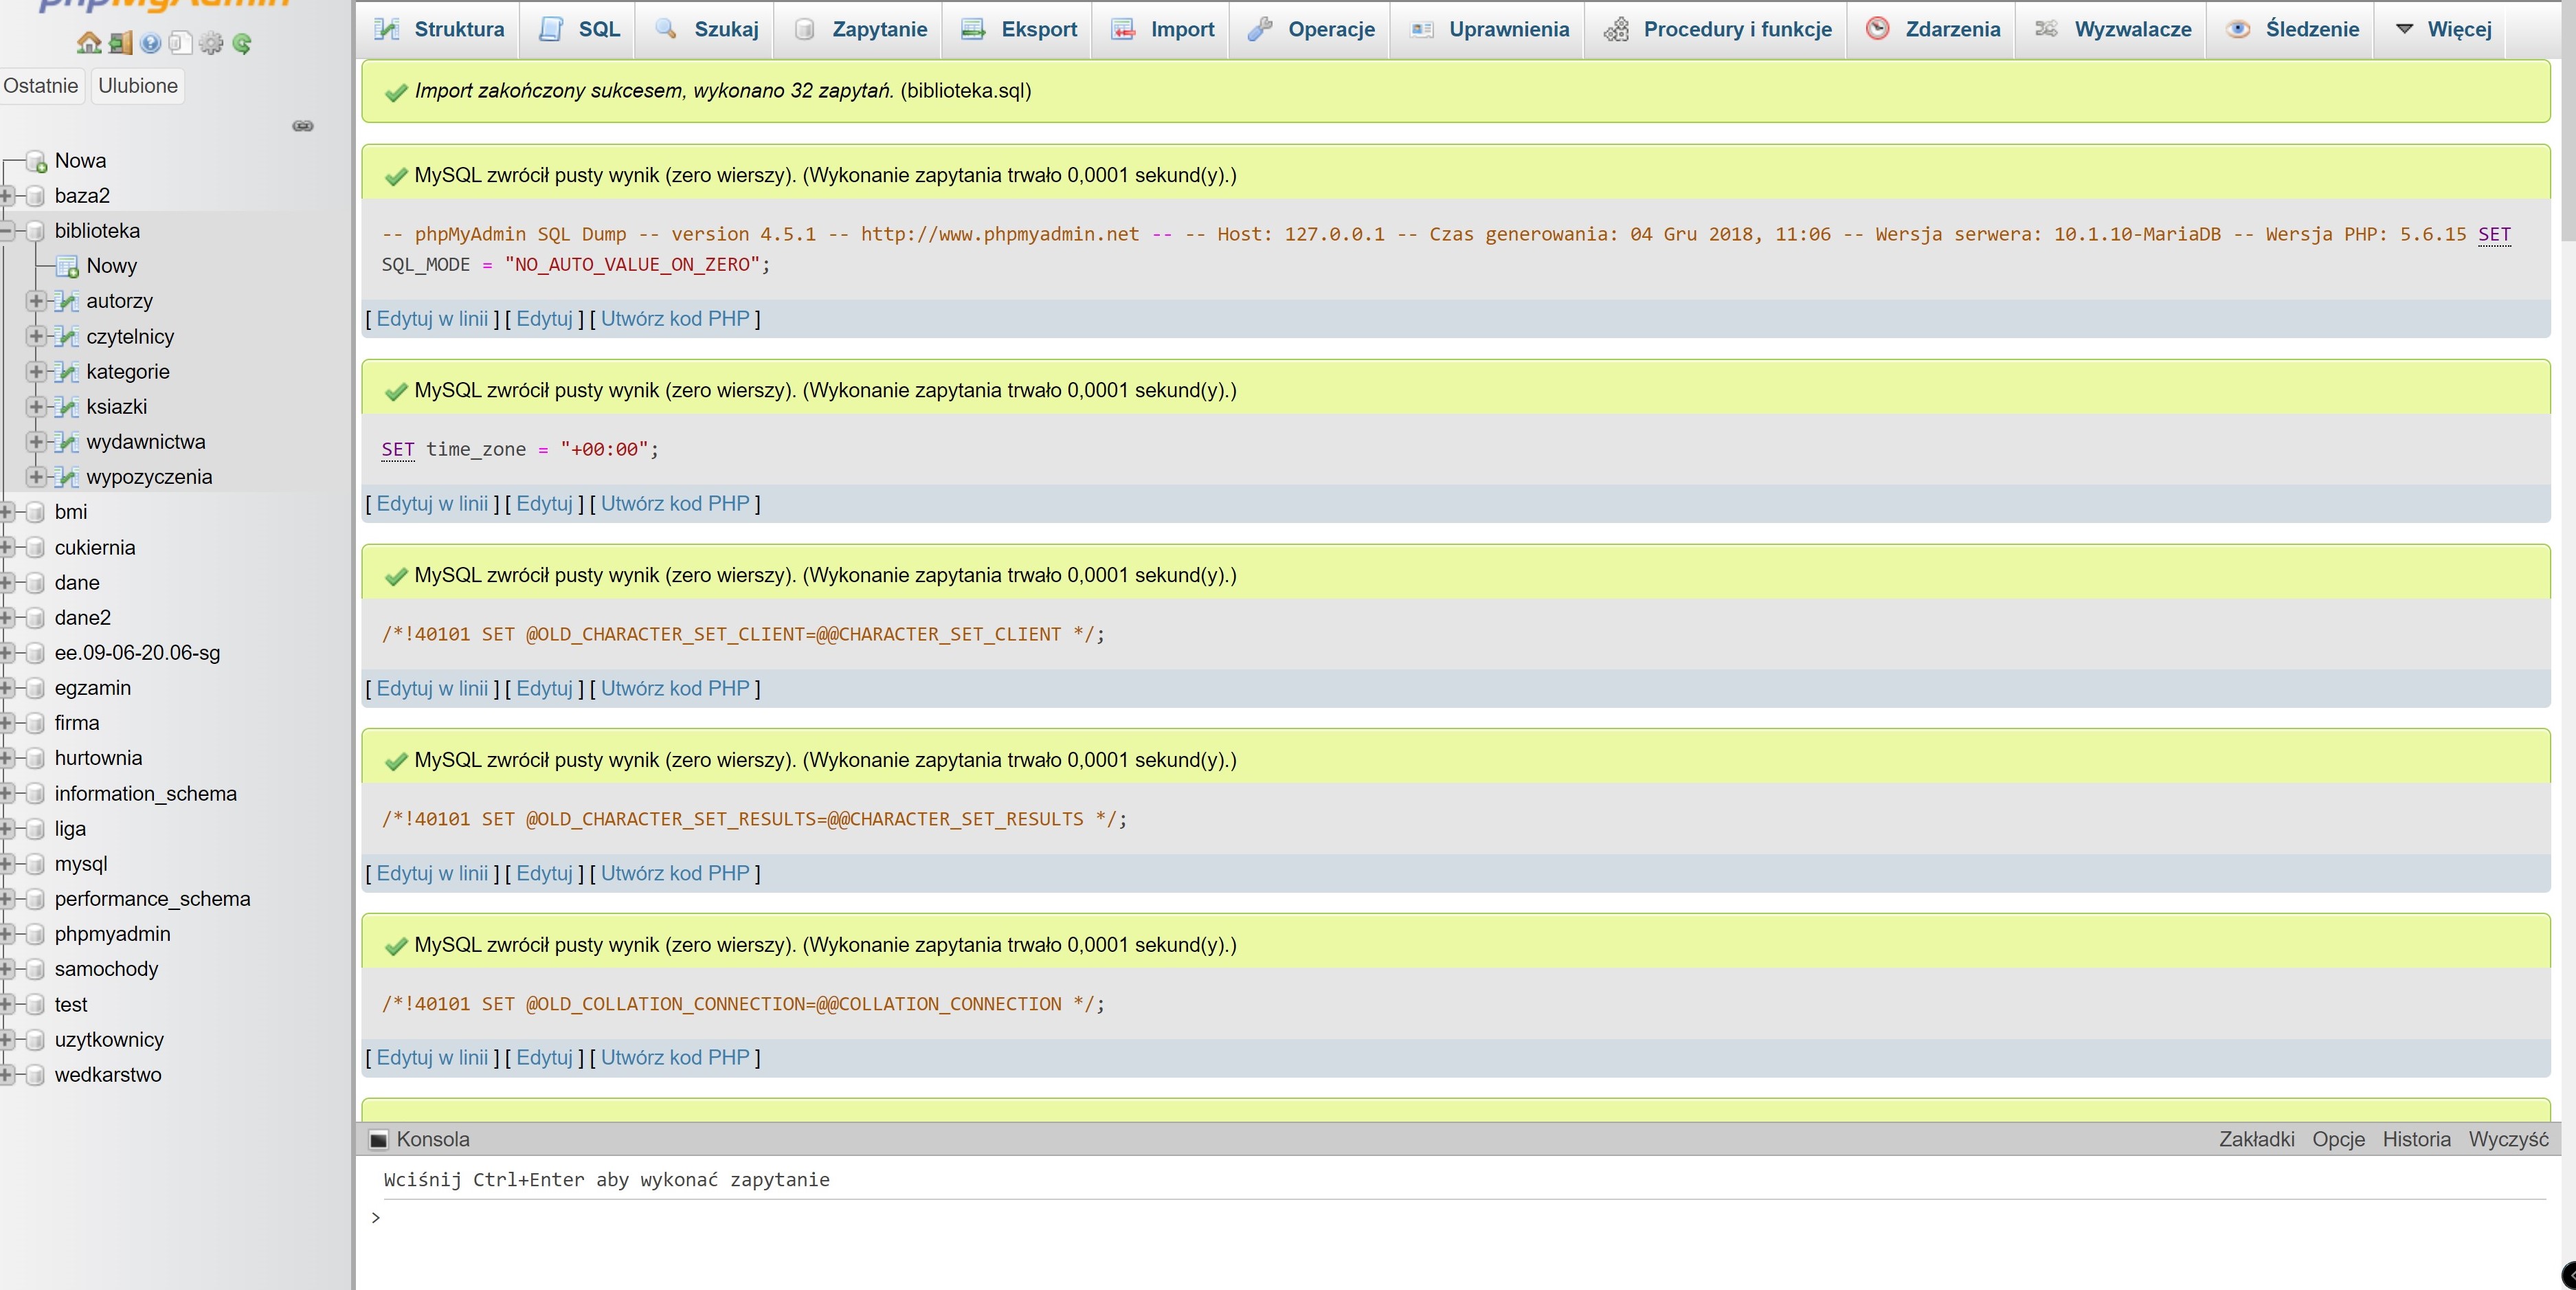 phpMyAdmin
Ostatnie Ulubione
Nowa
baza2
biblioteka
Nowy
autorzy
czytelnicy
kategorie
ksiazki
wydawnictwa
wypozyczenia
bmi
cukiernia
dane
dane2
ee.09-06-20.06-sg
egzamin
firma
hurtownia
information_schema
liga
mysql
performance_schema
phpmyadmin
samochody
test
uzytkownicy
wedkarstwo
Struktura SQL Szukaj Zapytanie Eksport Import Operacje Uprawnienia Procedury i funkcje Zdarzenia Wyzwalacze Śledzenie Więcej
Import zakończony sukcesem, wykonano 32 zapytań. (biblioteka.sql)
MySQL zwrócił pusty wynik (zero wierszy). (Wykonanie zapytania trwało 0,0001 sekund(y).)
-- phpMyAdmin SQL Dump -- version 4.5.1 -- http://www.phpmyadmin.net -- -- Host: 127.0.0.1 -- Czas generowania: 04 Gru 2018, 11:06 -- Wersja serwera: 10.1.10-MariaDB -- Wersja PHP: 5.6.15 SET
SQL_MODE = "NO_AUTO_VALUE_ON_ZERO";
[ Edytuj w linii ] [ Edytuj ] [ Utwórz kod PHP ]
MySQL zwrócił pusty wynik (zero wierszy). (Wykonanie zapytania trwało 0,0001 sekund(y).)
SET time_zone = "+00:00";
[ Edytuj w linii ] [ Edytuj ] [ Utwórz kod PHP ]
MySQL zwrócił pusty wynik (zero wierszy). (Wykonanie zapytania trwało 0,0001 sekund(y).)
/*!40101 SET @OLD_CHARACTER_SET_CLIENT=@@CHARACTER_SET_CLIENT */;
[ Edytuj w linii ] [ Edytuj ] [ Utwórz kod PHP ]
MySQL zwrócił pusty wynik (zero wierszy). (Wykonanie zapytania trwało 0,0001 sekund(y).)
/*!40101 SET @OLD_CHARACTER_SET_RESULTS=@@CHARACTER_SET_RESULTS */;
[ Edytuj w linii ] [ Edytuj ] [ Utwórz kod PHP ]
MySQL zwrócił pusty wynik (zero wierszy). (Wykonanie zapytania trwało 0,0001 sekund(y).)
/*!40101 SET @OLD_COLLATION_CONNECTION=@@COLLATION_CONNECTION */;
[ Edytuj w linii ] [ Edytuj ] [ Utwórz kod PHP ]
Konsola Zakładki Opcje Historia Wyczyść
Wciśnij Ctrl+Enter aby wykonać zapytanie
>